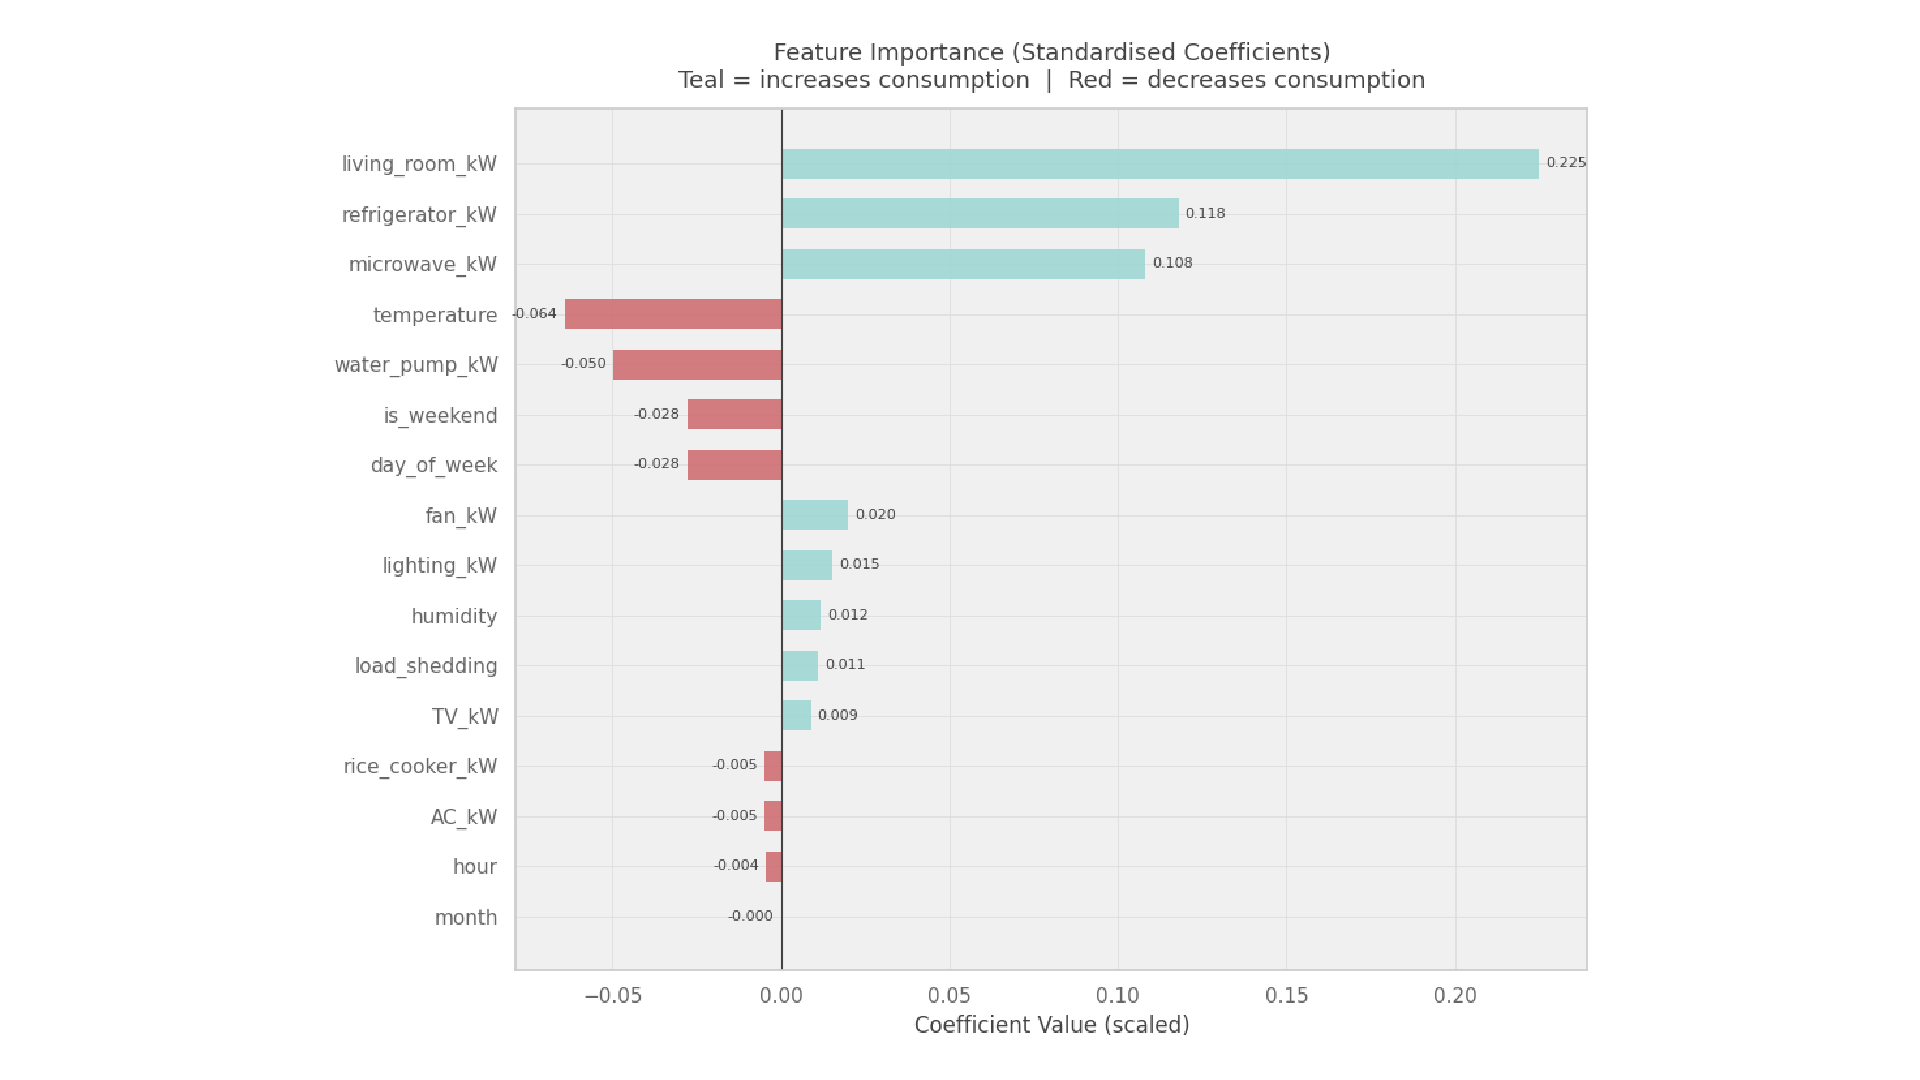 Feature Importance (Standardised Coefficients)
Teal = increases consumption | Red = decreases consumption
living_room_kW 0.225
refrigerator_kW 0.118
microwave_kW 0.108
temperature -0.064
water_pump_kW -0.050
is_weekend -0.028
day_of_week -0.028
fan_kW 0.020
lighting_kW 0.015
humidity 0.012
load_shedding 0.011
TV_kW 0.009
rice_cooker_kW -0.005
AC_kW -0.005
hour -0.004
month -0.000
−0.05 0.00 0.05 0.10 0.15 0.20
Coefficient Value (scaled)